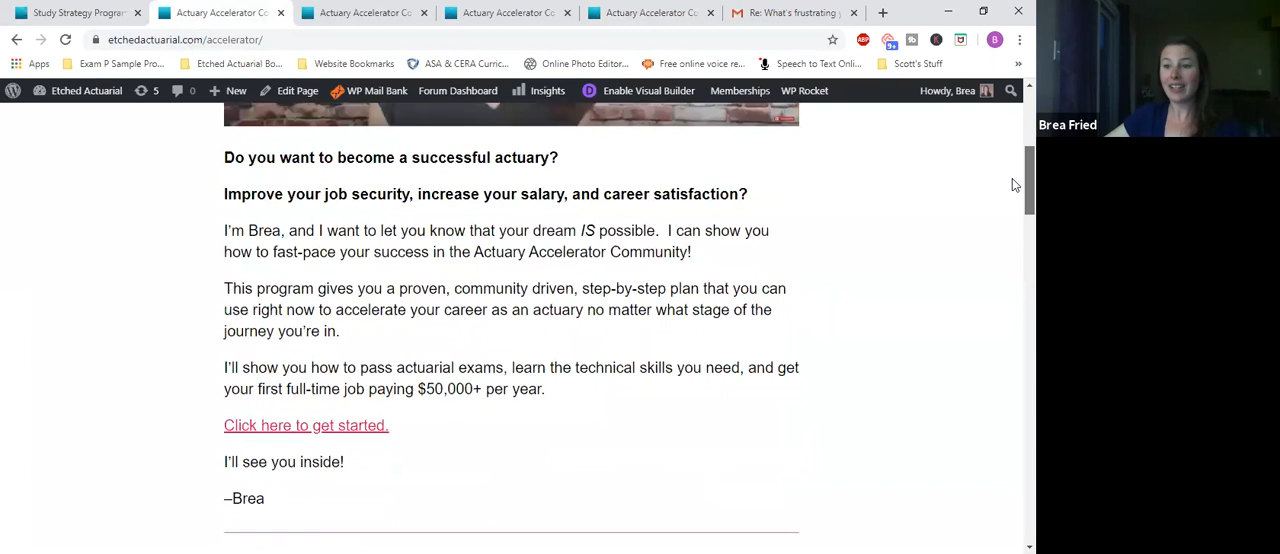 Study Strategy Program
Actuary Accelerator Co
Actuary Accelerator Co
Actuary Accelerator Co
Actuary Accelerator Co
Re: What's frustrating y
etchedactuarial.com/accelerator/
ABP
9+
B
Apps
Exam P Sample Pro...
Etched Actuarial Bo...
Website Bookmarks
ASA & CERA Curric...
Online Photo Editor...
Free online voice re...
Speech to Text Onli...
Scott's Stuff
»
Etched Actuarial
5
0
New
Edit Page
WP Mail Bank
Forum Dashboard
Insights
D
Enable Visual Builder
Memberships
WP Rocket
Howdy, Brea
Brea Fried
Do you want to become a successful actuary?
Improve your job security, increase your salary, and career satisfaction?
I'm Brea, and I want to let you know that your dream IS possible. I can show you
how to fast-pace your success in the Actuary Accelerator Community!
This program gives you a proven, community driven, step-by-step plan that you can
use right now to accelerate your career as an actuary no matter what stage of the
journey you're in.
I'll show you how to pass actuarial exams, learn the technical skills you need, and get
your first full-time job paying $50,000+ per year.
Click here to get started.
I'll see you inside!
–Brea